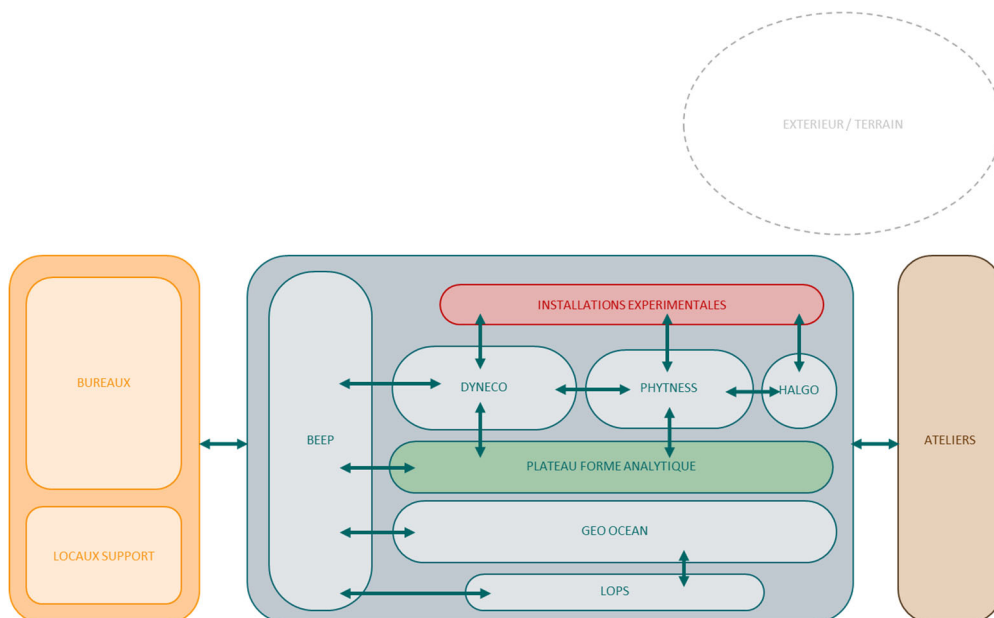 EXTERIEUR / TERRAIN
INSTALLATIONS EXPERIMENTALES
BUREAUX
DYNECO
PHYTNESS
HALGO
BEEP
ATELIERS
PLATEAU FORME ANALYTIQUE
GEO OCEAN
LOCAUX SUPPORT
LOPS